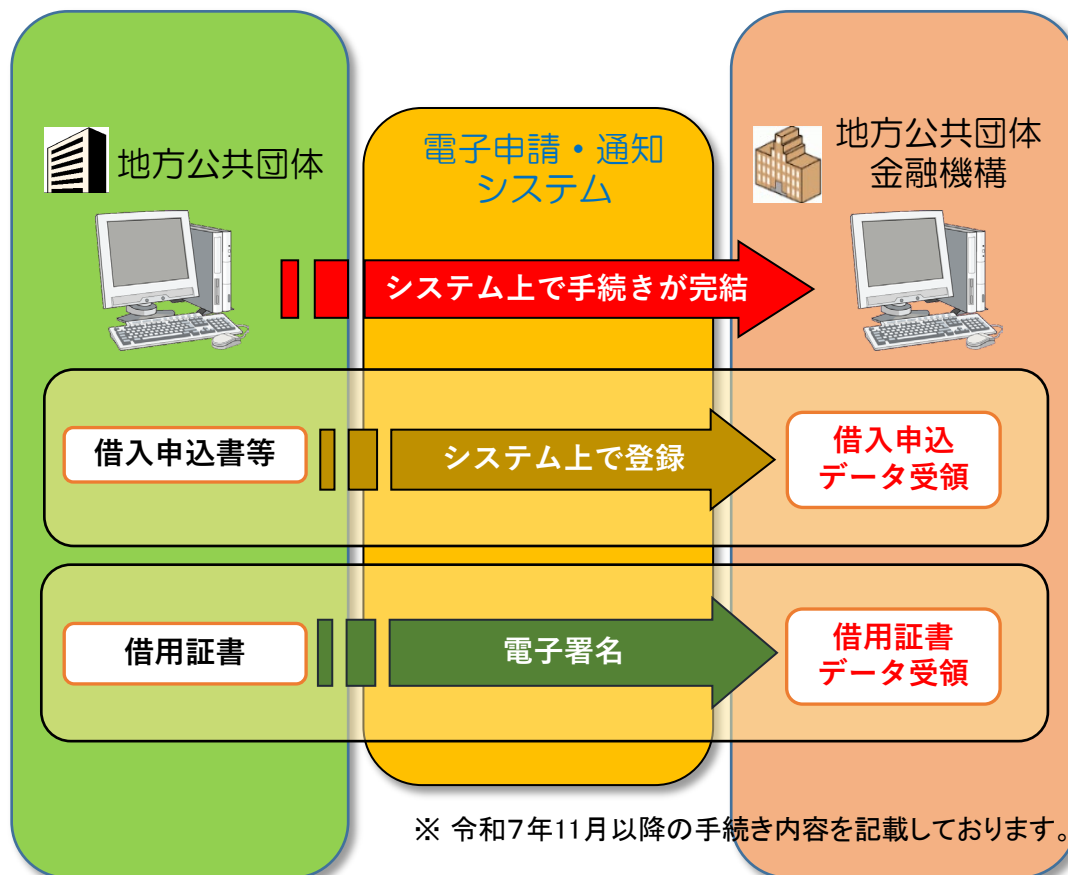 地方公共団体
電子申請・通知
システム
地方公共団体
金融機構
システム上で手続きが完結
借入申込書等
システム上で登録
借入申込
データ受領
借用証書
電子署名
借用証書
データ受領
※ 令和7年11月以降の手続き内容を記載しております。